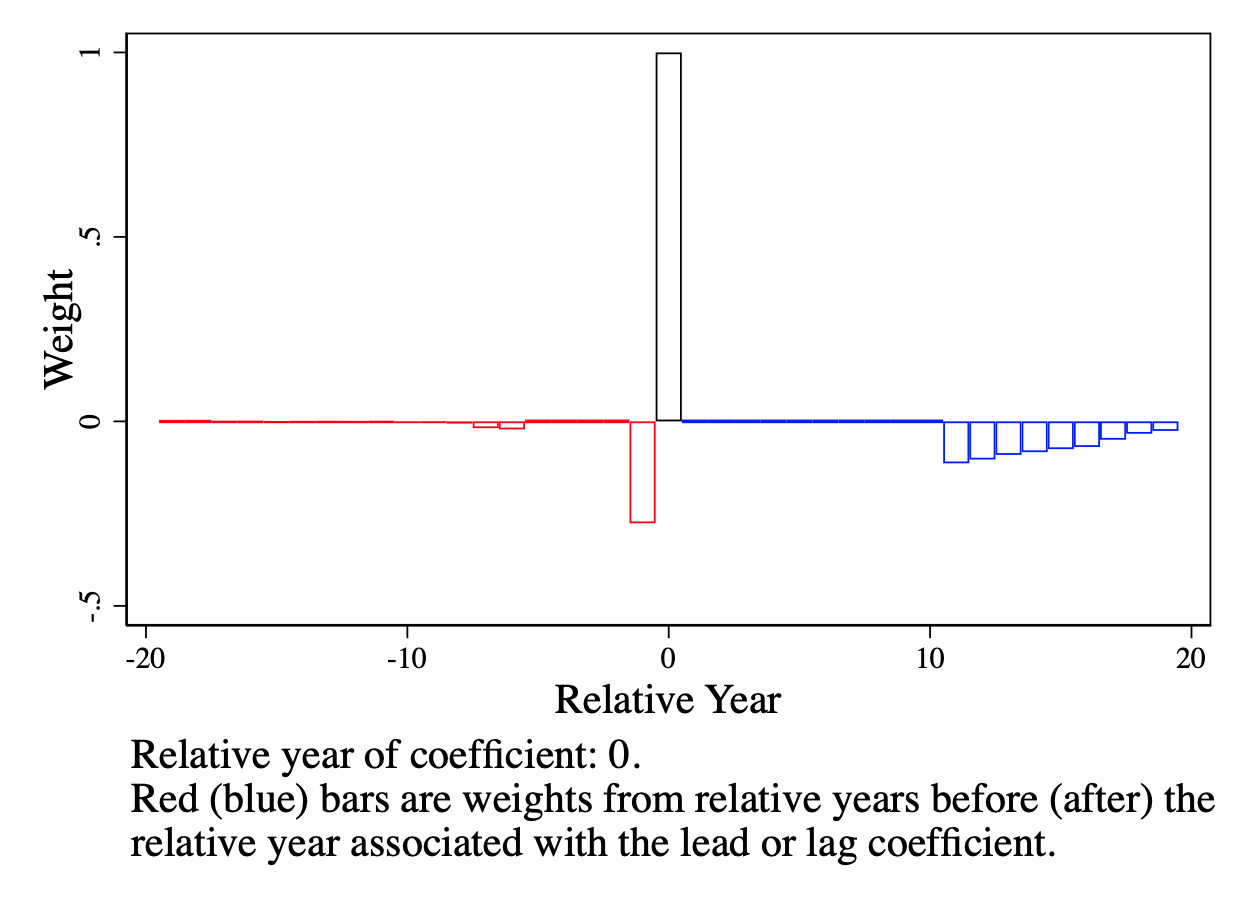 1
.5
0
-.5
Weight
-20 -10 0 10 20
Relative Year
Relative year of coefficient: 0.
Red (blue) bars are weights from relative years before (after) the
relative year associated with the lead or lag coefficient.